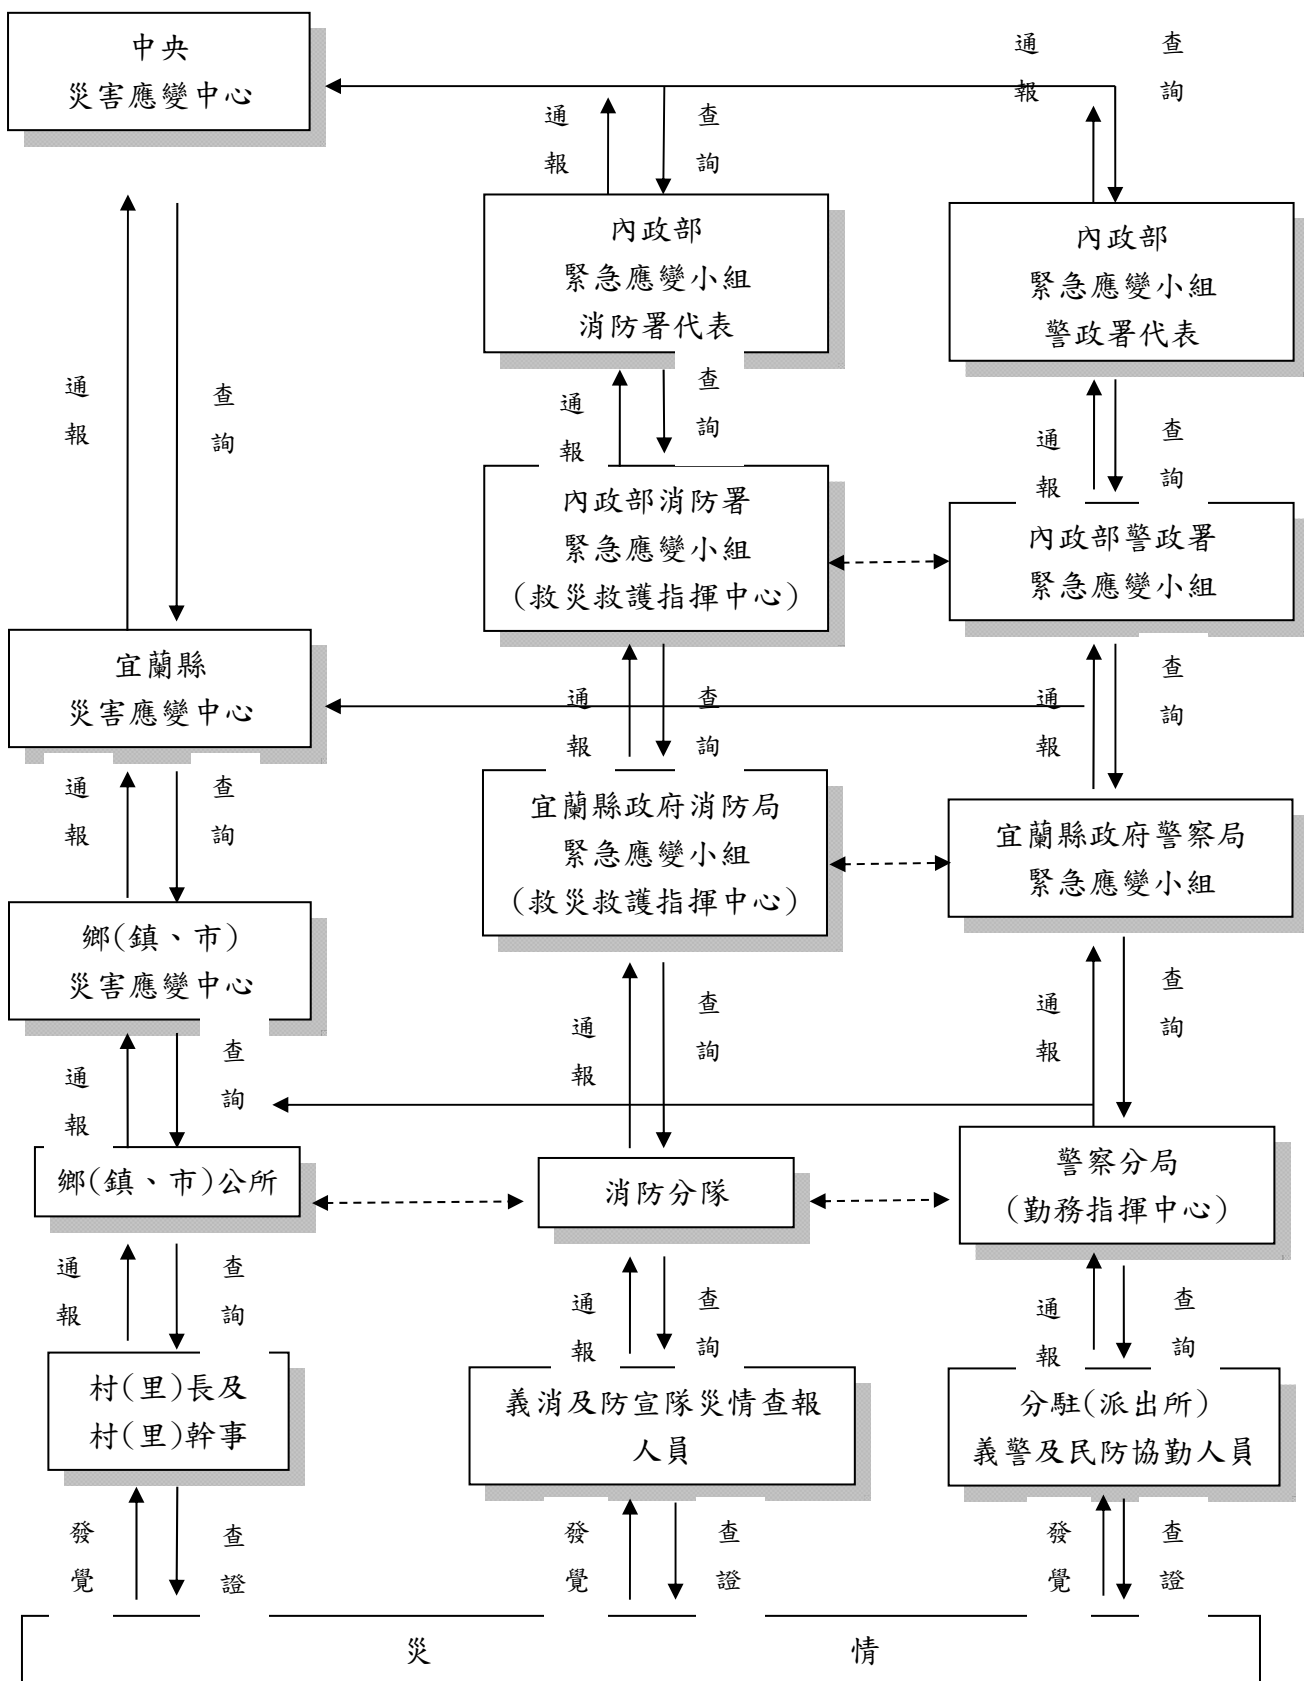 中央
災害應變中心
通
報
查
詢
通
報
查
詢
內政部
緊急應變小組
消防署代表
內政部
緊急應變小組
警政署代表
通
報
查
詢
通
報
查
詢
通
報
查
詢
內政部消防署
緊急應變小組
(救災救護指揮中心)
內政部警政署
緊急應變小組
宜蘭縣
災害應變中心
通
報
查
詢
通
報
查
詢
通
報
查
詢
宜蘭縣政府消防局
緊急應變小組
(救災救護指揮中心)
宜蘭縣政府警察局
緊急應變小組
鄉(鎮、市)
災害應變中心
通
報
查
詢
通
報
查
詢
通
報
查
詢
鄉(鎮、市)公所
消防分隊
警察分局
(勤務指揮中心)
通
報
查
詢
通
報
查
詢
通
報
查
詢
村(里)長及
村(里)幹事
義消及防宣隊災情查報
人員
分駐(派出所)
義警及民防協勤人員
發
覺
查
證
發
覺
查
證
發
覺
查
證
災 情